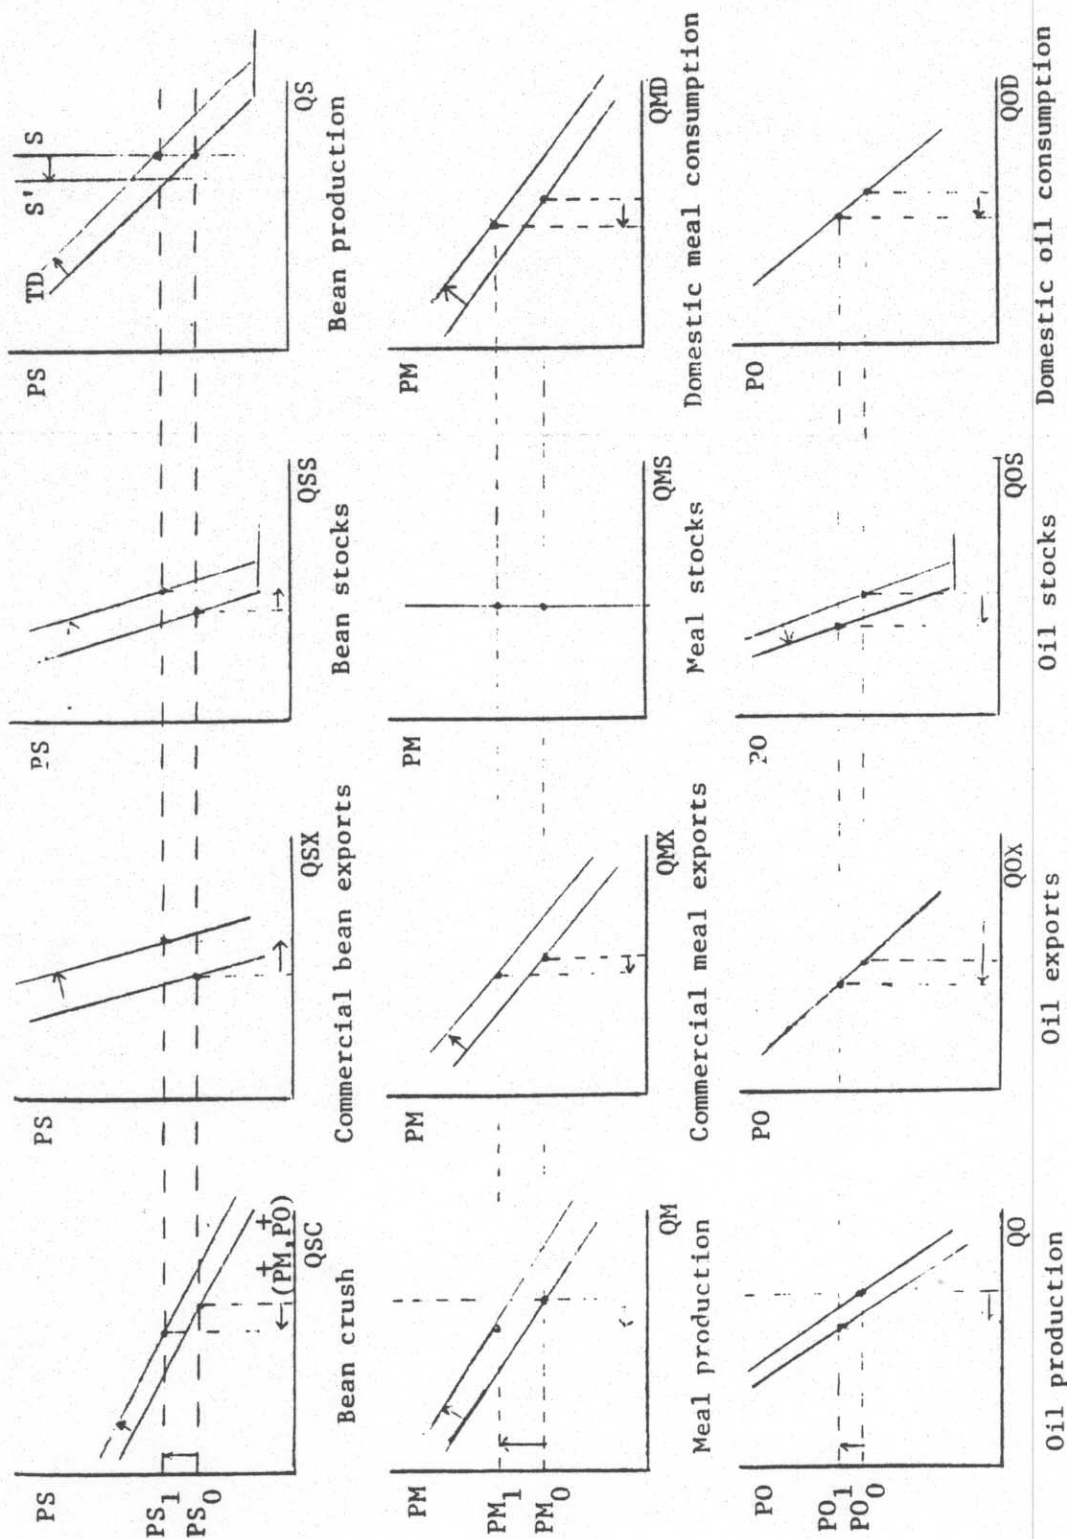 PS PS PS PS TD S' S
PS1
PS0
(PM,PO)
+ +
QSC QSX QSS QS
Bean crush Commercial bean exports Bean stocks Bean production
PM PM PM PM
PM1
PM0
QM QMX QMS QMD
Meal production Commercial meal exports Meal stocks Domestic meal consumption
PO PO PO PO
PO1
PO0
QO QOX QOS QOD
Oil production Oil exports Oil stocks Domestic oil consumption